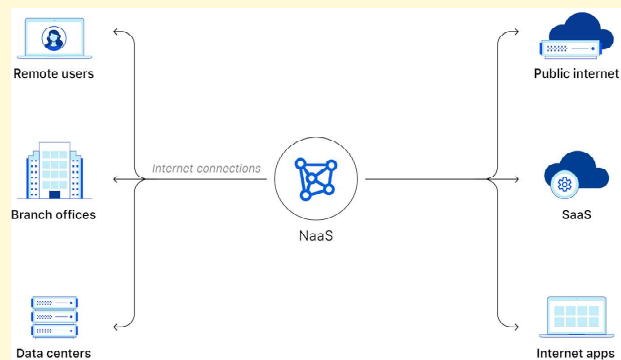 Remote users
Public internet
Internet connections
Branch offices
NaaS
SaaS
Data centers
Internet apps